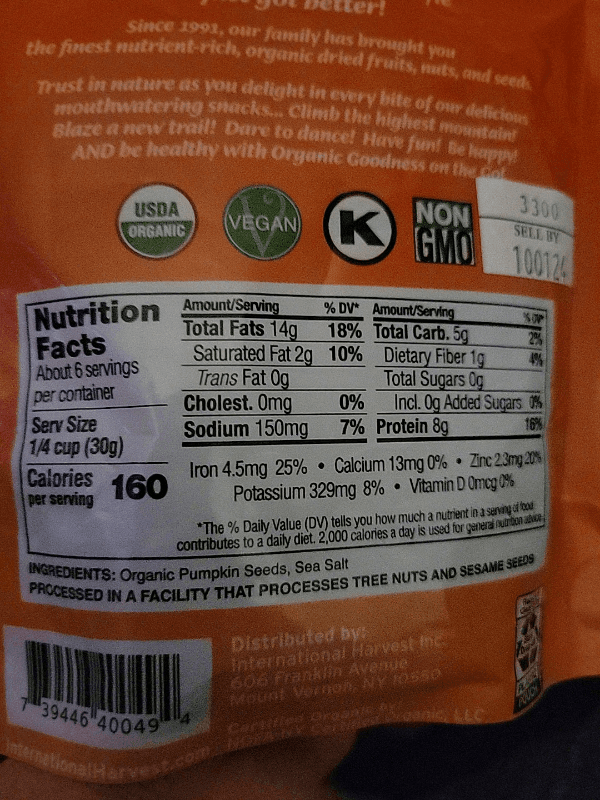 got better!
Since 1991, our family has brought you
the finest nutrient-rich, organic dried fruits, nuts, and seeds.
Trust in nature as you delight in every bite of our delicious
mouthwatering snacks... Climb the highest mountain!
Blaze a new trail! Dare to dance! Have fun! Be happy!
AND be healthy with Organic Goodness on the Go!
USDA
ORGANIC
VEGAN
K
NON
GMO
3300
SELL BY
100124
Nutrition
Facts
About 6 servings
per container
Serv Size
1/4 cup (30g)
Calories 160
per serving
Amount/Serving % DV*
Total Fats 14g 18%
Saturated Fat 2g 10%
Trans Fat 0g
Cholest. 0mg 0%
Sodium 150mg 7%
Amount/Serving % DV*
Total Carb. 5g 2%
Dietary Fiber 1g 4%
Total Sugars 0g
Incl. 0g Added Sugars 0%
Protein 8g 16%
Iron 4.5mg 25% • Calcium 13mg 0% • Zinc 2.3mg 20%
Potassium 329mg 8% • Vitamin D 0mcg 0%
*The % Daily Value (DV) tells you how much a nutrient in a serving of food
contributes to a daily diet. 2,000 calories a day is used for general nutrition advice.
INGREDIENTS: Organic Pumpkin Seeds, Sea Salt
PROCESSED IN A FACILITY THAT PROCESSES TREE NUTS AND SESAME SEEDS
7 39446 40049 4
InternationalHarvest.com
Distributed by:
International Harvest Inc
606 Franklin Avenue
Mount Vernon, NY 10550
Certified Organic by
LLC